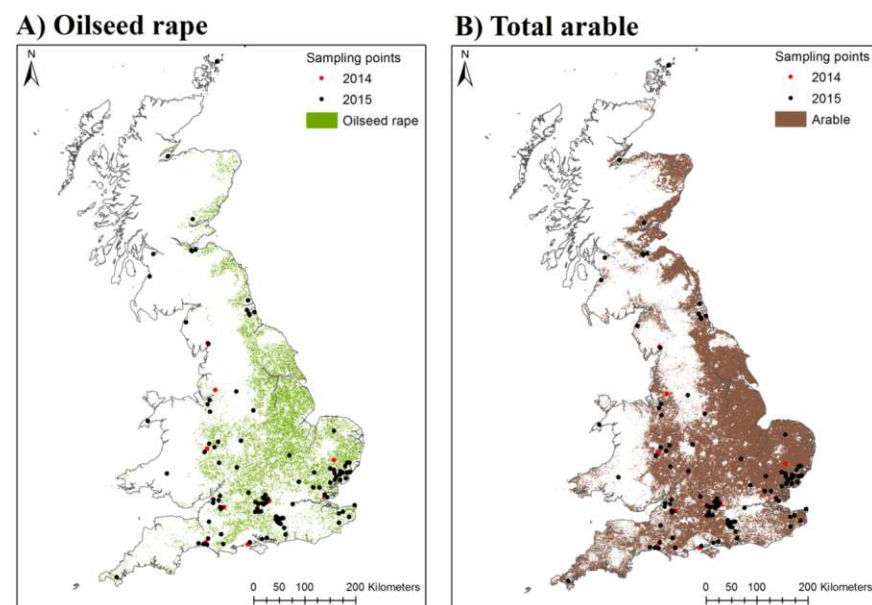 A) Oilseed rape
N
Sampling points
2014
2015
Oilseed rape
0 50 100 200 Kilometers
B) Total arable
N
Sampling points
2014
2015
Arable
0 50 100 200 Kilometers